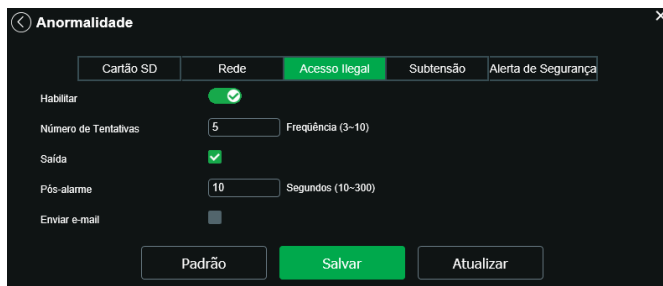 Anormalidade
Cartão SD Rede Acesso Ilegal Subtensão Alerta de Segurança
Habilitar
Número de Tentativas 5 Freqüência (3~10)
Saída
Pós-alarme 10 Segundos (10~300)
Enviar e-mail
Padrão Salvar Atualizar